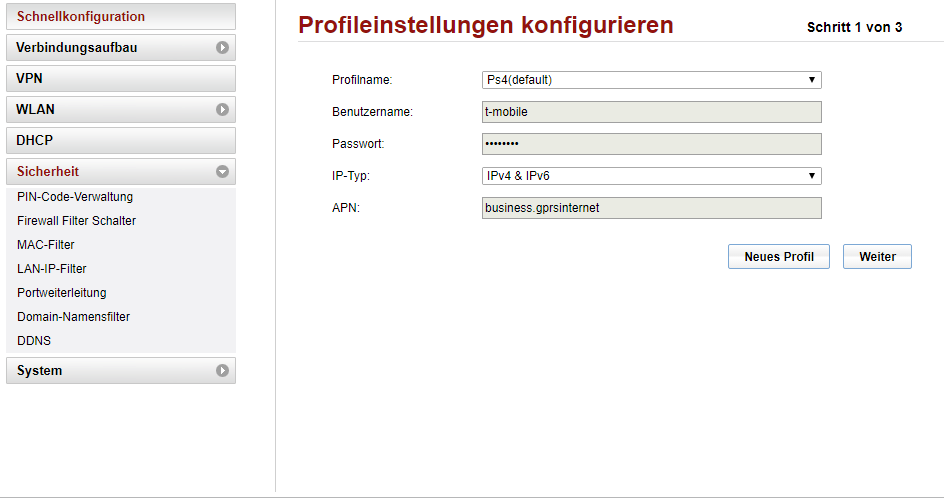 Schnellkonfiguration
Verbindungsaufbau
VPN
WLAN
DHCP
Sicherheit
PIN-Code-Verwaltung
Firewall Filter Schalter
MAC-Filter
LAN-IP-Filter
Portweiterleitung
Domain-Namensfilter
DDNS
System
Profileinstellungen konfigurieren
Schritt 1 von 3
Profilname: Ps4(default)
Benutzername: t-mobile
Passwort: ••••••••
IP-Typ: IPv4 & IPv6
APN: business.gprsinternet
Neues Profil Weiter